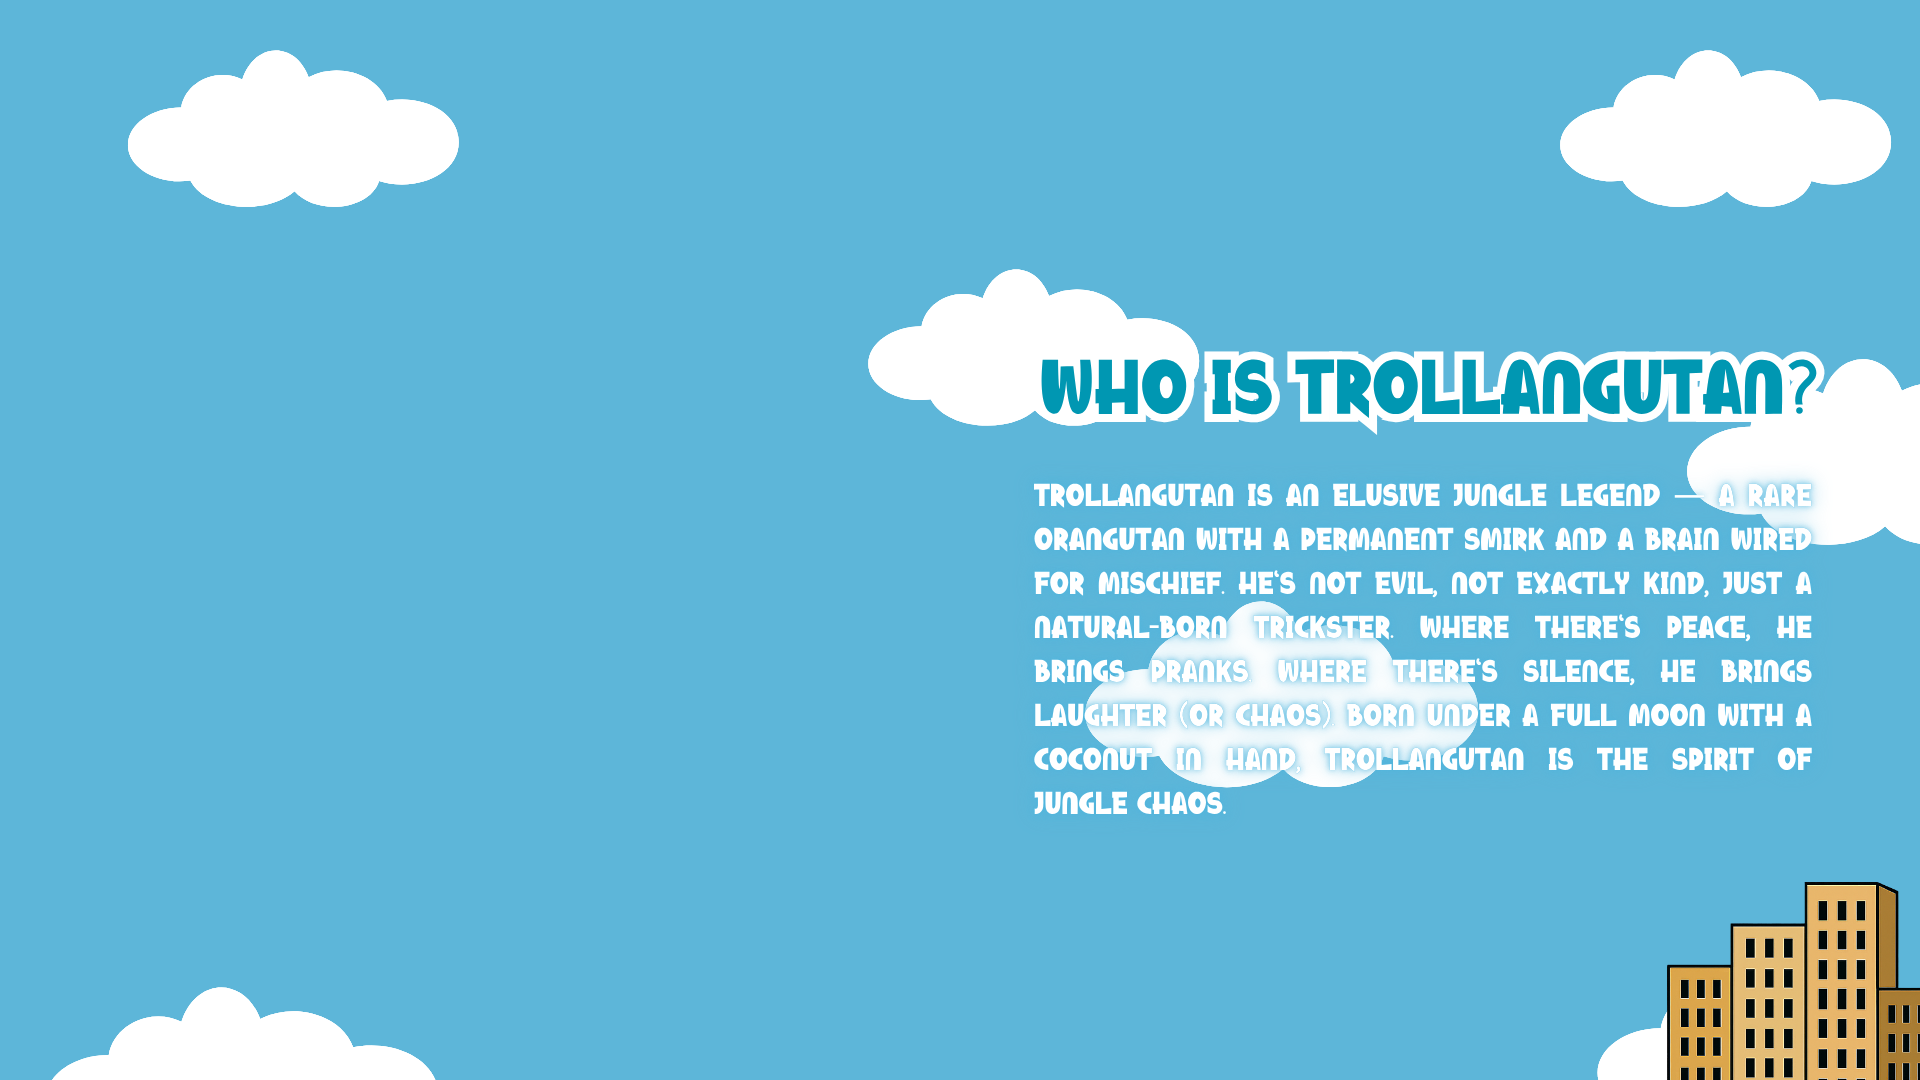 WHO IS TROLLANGUTAN?
TROLLANGUTAN IS AN ELUSIVE JUNGLE LEGEND — A RARE
ORANGUTAN WITH A PERMANENT SMIRK AND A BRAIN WIRED
FOR MISCHIEF. HE'S NOT EVIL, NOT EXACTLY KIND, JUST A
NATURAL-BORN TRICKSTER. WHERE THERE'S PEACE, HE
BRINGS PRANKS. WHERE THERE'S SILENCE, HE BRINGS
LAUGHTER (OR CHAOS). BORN UNDER A FULL MOON WITH A
COCONUT IN HAND, TROLLANGUTAN IS THE SPIRIT OF
JUNGLE CHAOS.